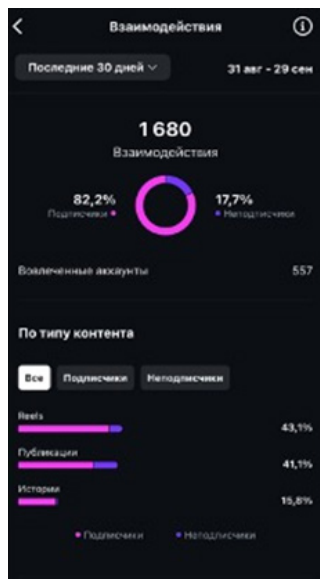 Взаимодействия
Последние 30 дней
31 авг - 29 сен
1 680
Взаимодействия
82,2% 17,7%
Подписчики Неподписчики
Вовлеченные аккаунты 557
По типу контента
Все Подписчики Неподписчики
Reels
43,1%
Публикации
41,1%
Истории
15,8%
Подписчики Неподписчики